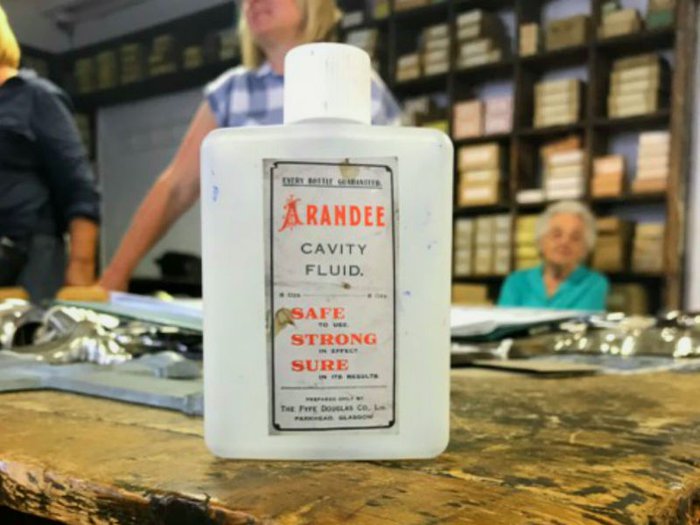 EVERY BOTTLE GUARANTEED.
ARANDEE
CAVITY
FLUID.
SAFE
TO USE.
STRONG
IN EFFECT
SURE
IN ITS RESULTS.
PREPARED ONLY BY
THE FYFE DOUGLAS CO., LTD.
PARKHEAD, GLASGOW